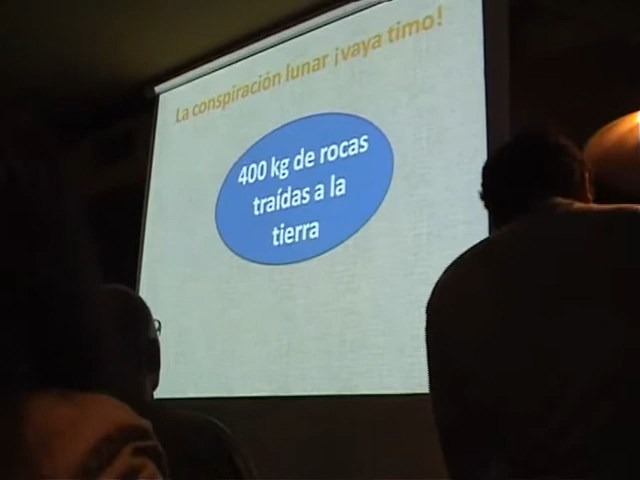 La conspiración lunar ¡vaya timo!
400 kg de rocas
traídas a la
tierra